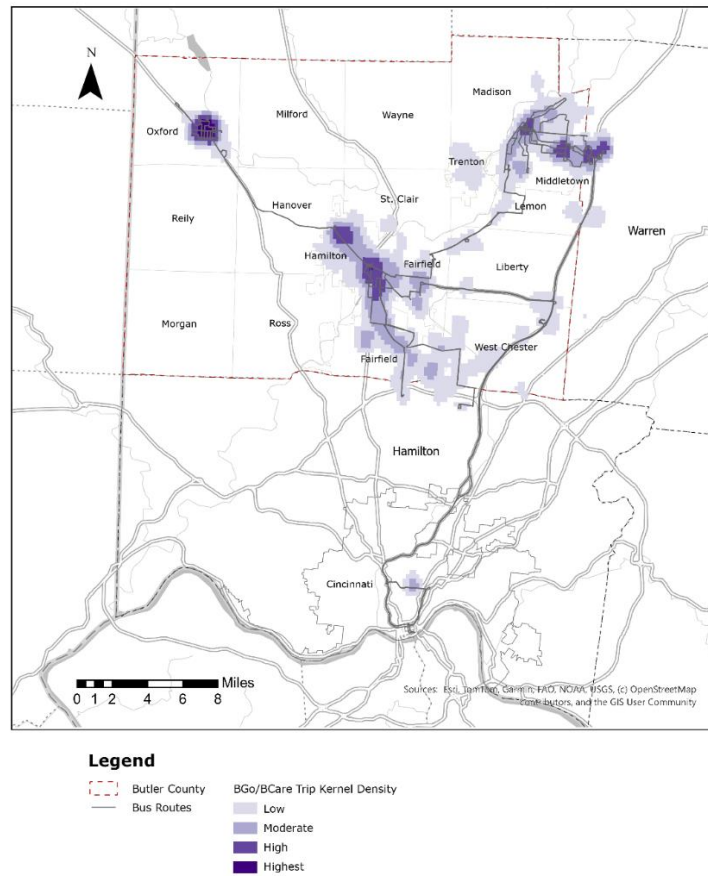 N
Madison
Milford
Wayne
Oxford
Trenton
Middletown
Hanover
St. Clair
Lemon
Reily
Warren
Hamilton
Fairfield
Liberty
Morgan
Ross
West Chester
Fairfield
Hamilton
Cincinnati
Miles
0 1 2 4 6 8
Sources: Esri, TomTom, Garmin, FAO, NOAA, USGS, (c) OpenStreetMap
contributors, and the GIS User Community
Legend
Butler County
Bus Routes
BGo/BCare Trip Kernel Density
Low
Moderate
High
Highest